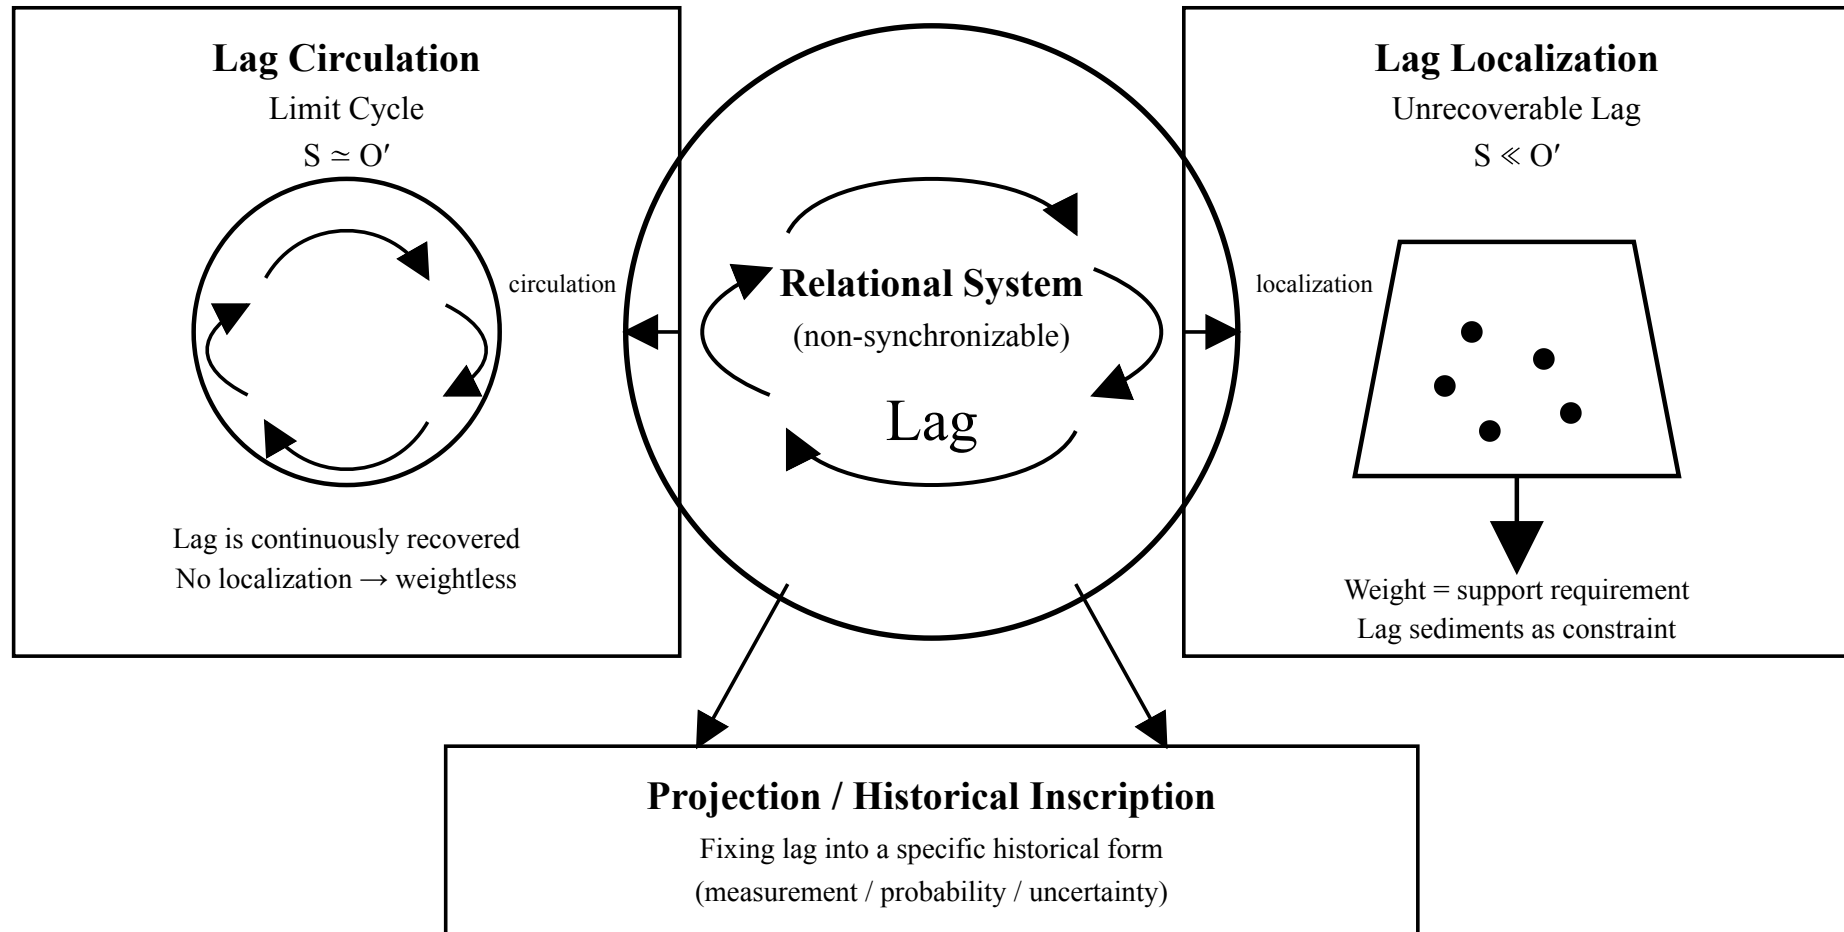 Lag Circulation
Limit Cycle
S ≃ O′
Lag is continuously recovered
No localization → weightless
circulation
Relational System
(non-synchronizable)
Lag
localization
Lag Localization
Unrecoverable Lag
S ≪ O′
Weight = support requirement
Lag sediments as constraint
Projection / Historical Inscription
Fixing lag into a specific historical form
(measurement / probability / uncertainty)